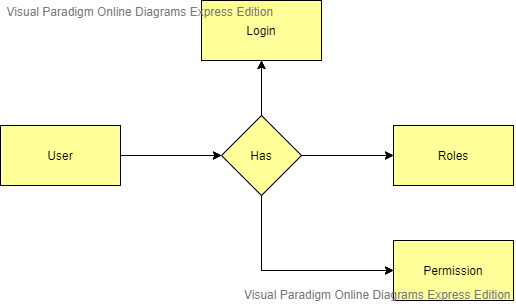 Visual Paradigm Online Diagrams Express Edition
Login
User
Has
Roles
Permission
Visual Paradigm Online Diagrams Express Edition